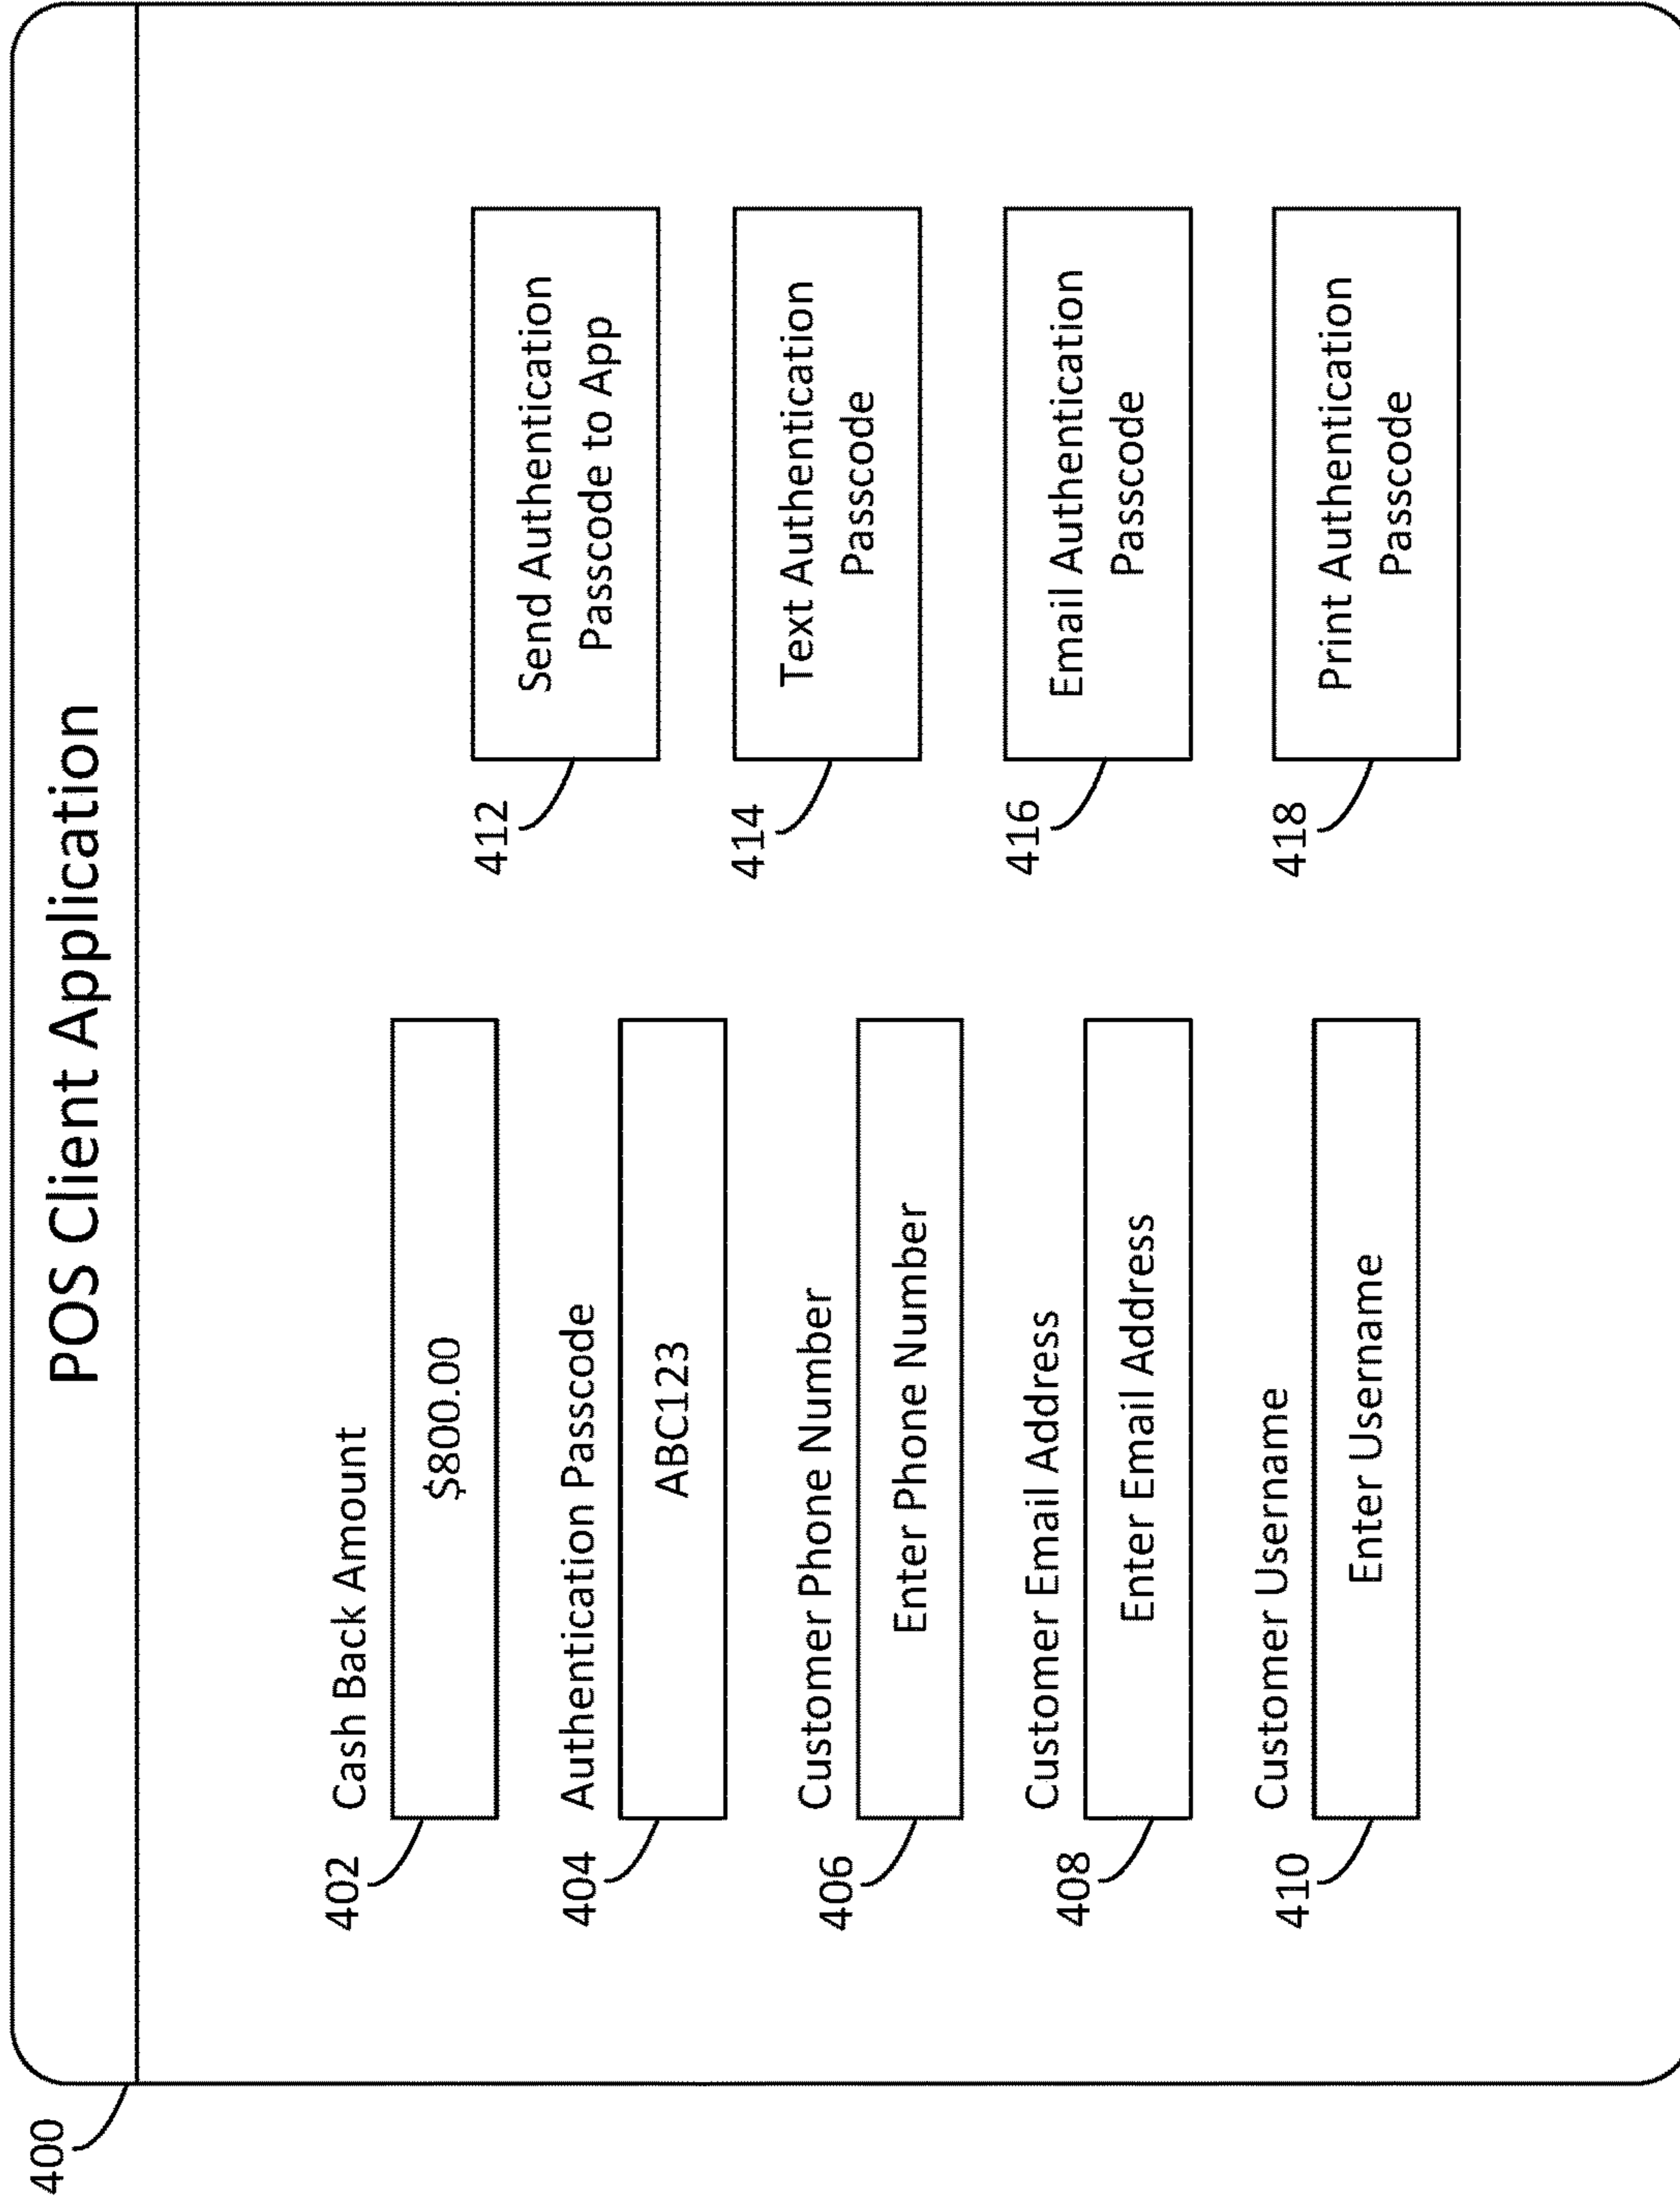 400
POS Client Application
402
Cash Back Amount
$800.00
404
Authentication Passcode
ABC123
406
Customer Phone Number
Enter Phone Number
408
Customer Email Address
Enter Email Address
410
Customer Username
Enter Username
412
Send Authentication
Passcode to App
414
Text Authentication
Passcode
416
Email Authentication
Passcode
418
Print Authentication
Passcode